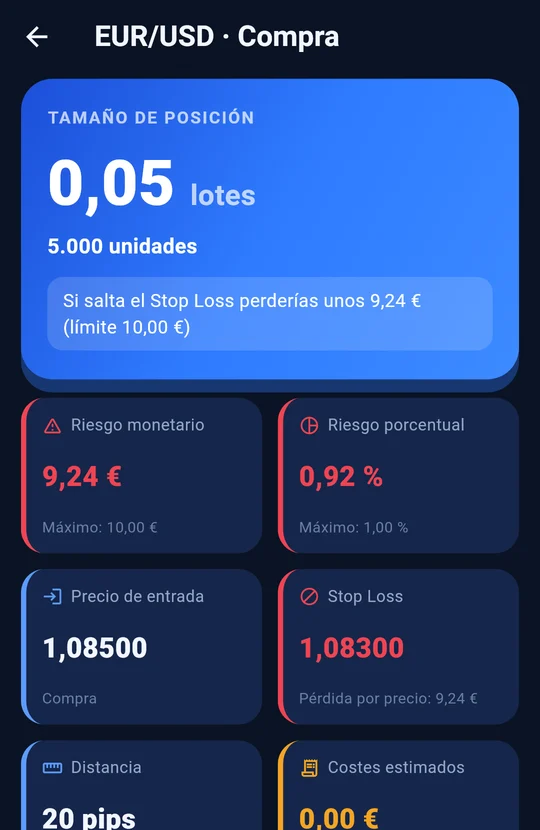 EUR/USD · Compra
TAMAÑO DE POSICIÓN
0,05 lotes
5.000 unidades
Si salta el Stop Loss perderías unos 9,24 €
(límite 10,00 €)
Riesgo monetario
9,24 €
Máximo: 10,00 €
Riesgo porcentual
0,92 %
Máximo: 1,00 %
Precio de entrada
1,08500
Compra
Stop Loss
1,08300
Pérdida por precio: 9,24 €
Distancia
20 pips
Costes estimados
0,00 €